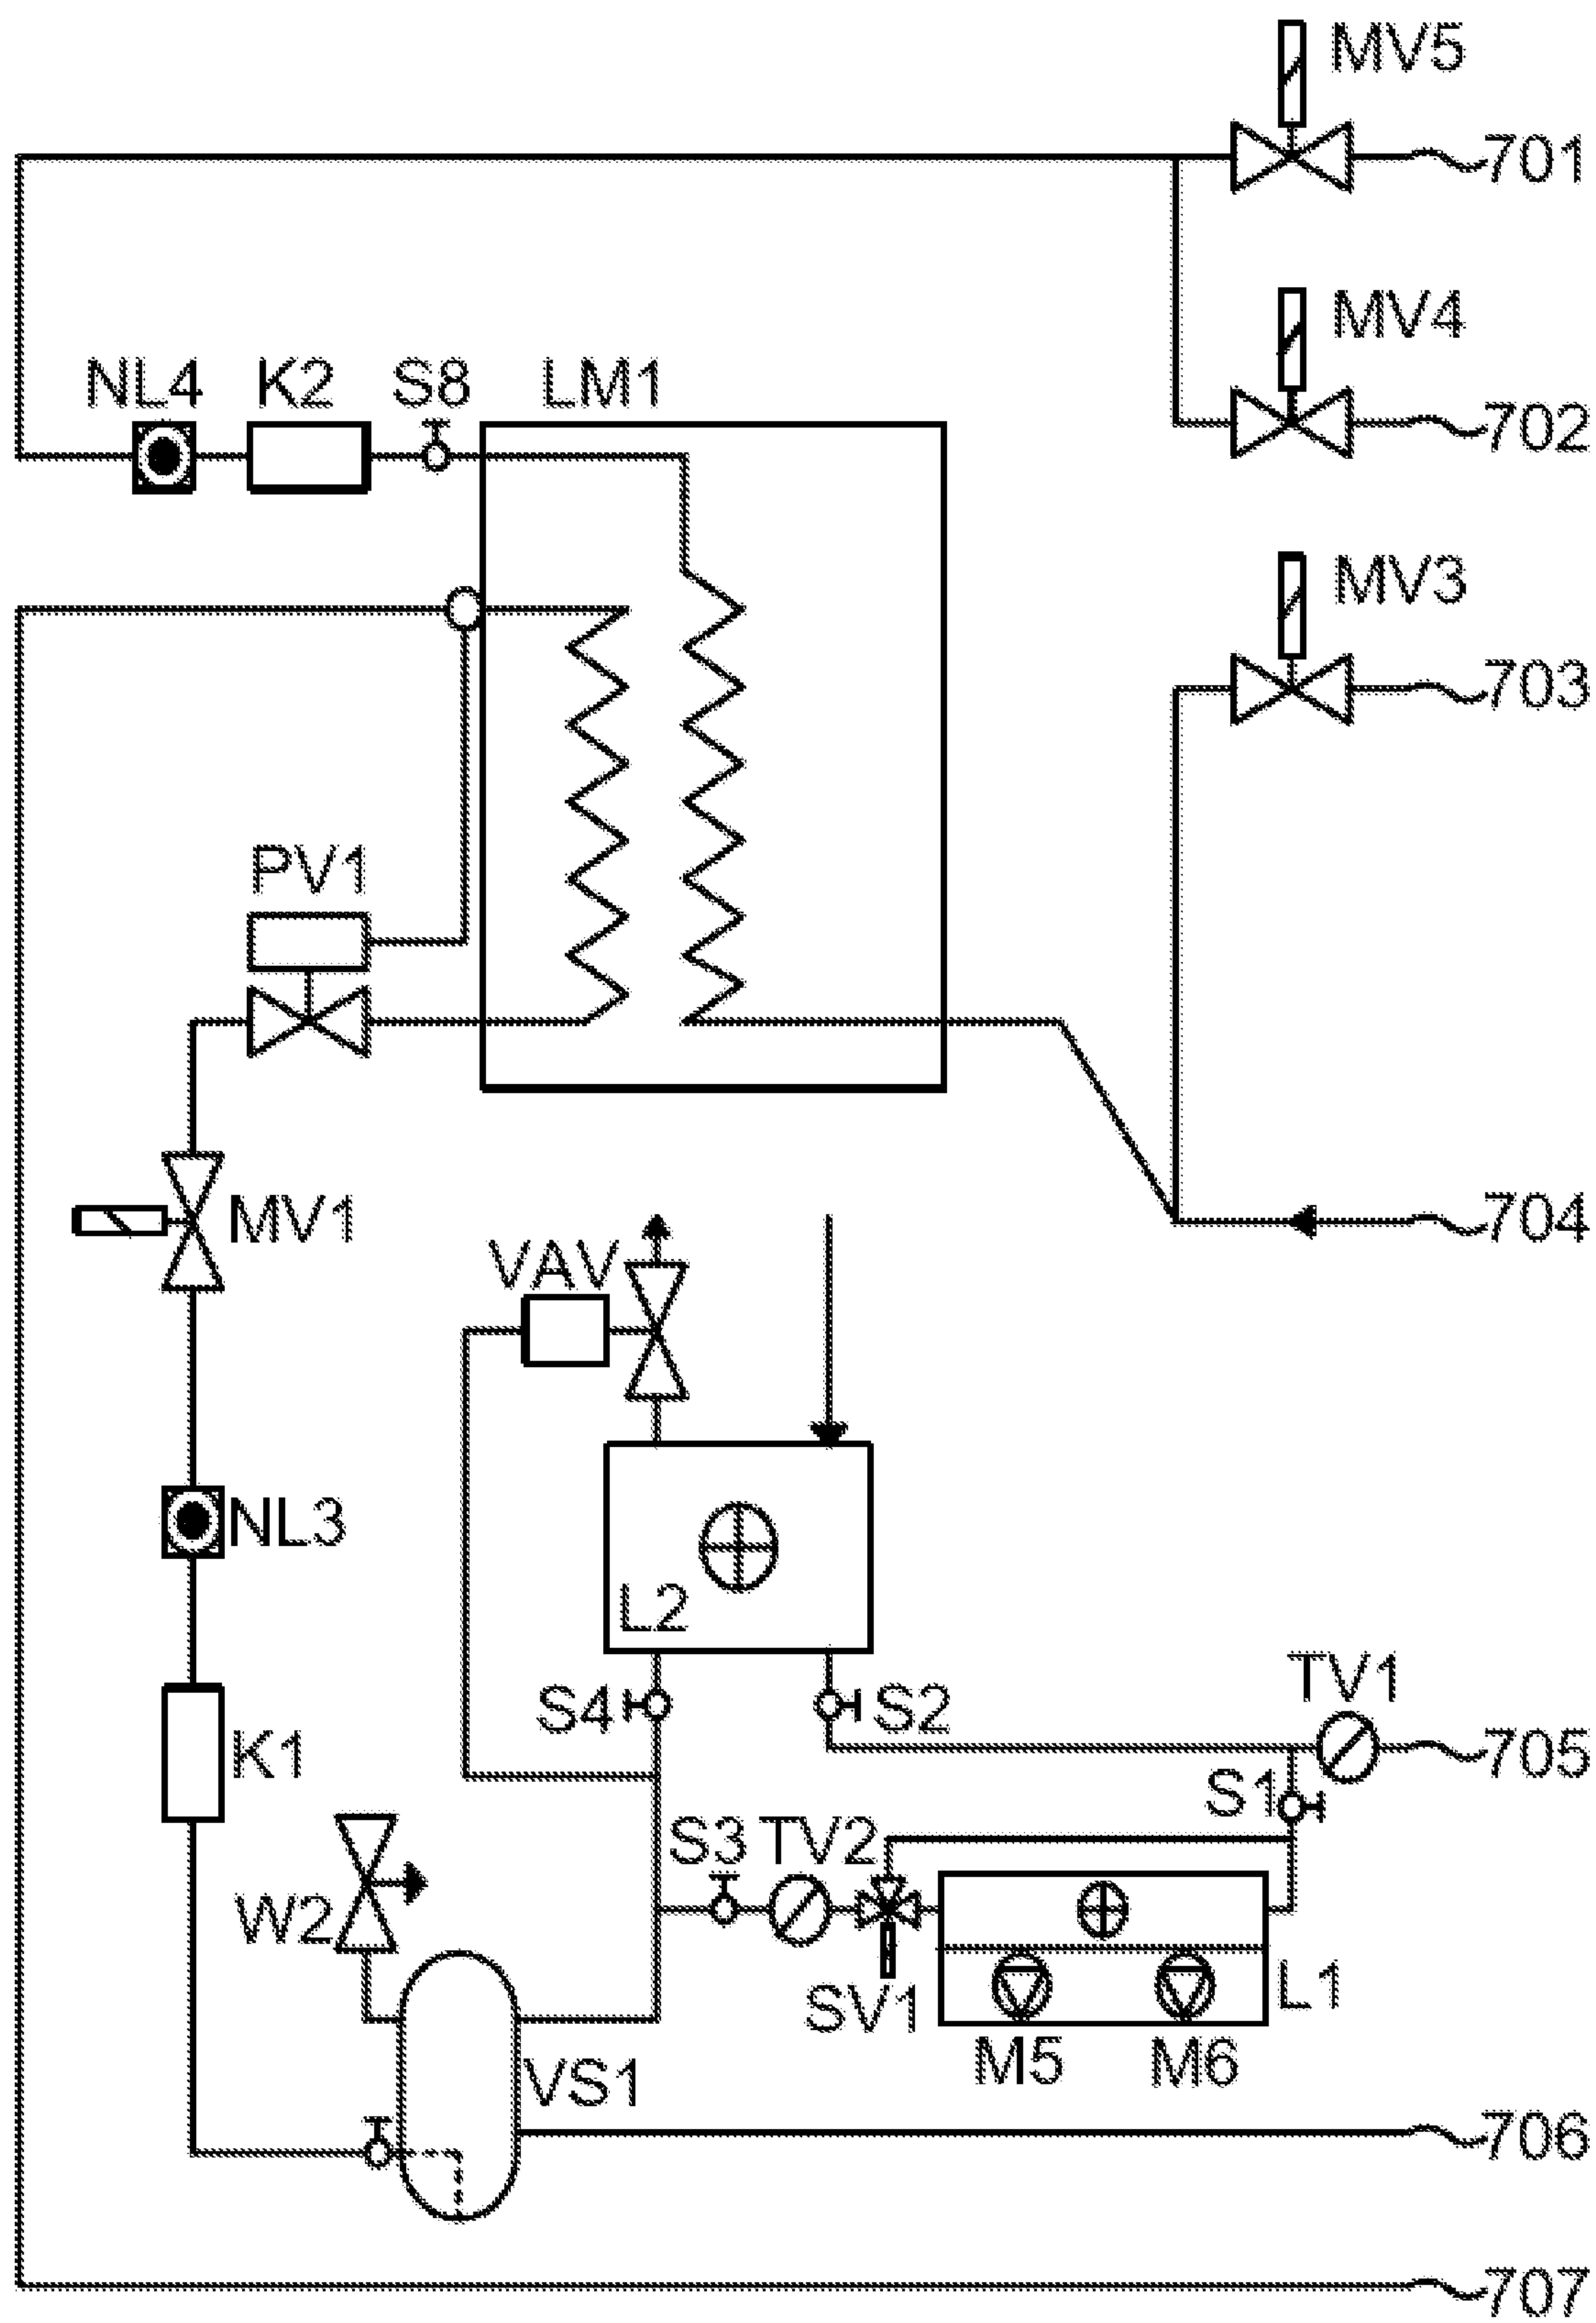 MV5
701
MV4
NL4 K2 S8 LM1
702
MV3
703
PV1
MV1
704
VAV
NL3
L2
TV1
S4
S2
K1
705
S1
S3 TV2
W2
L1
SV1
M5 M6
VS1
706
707